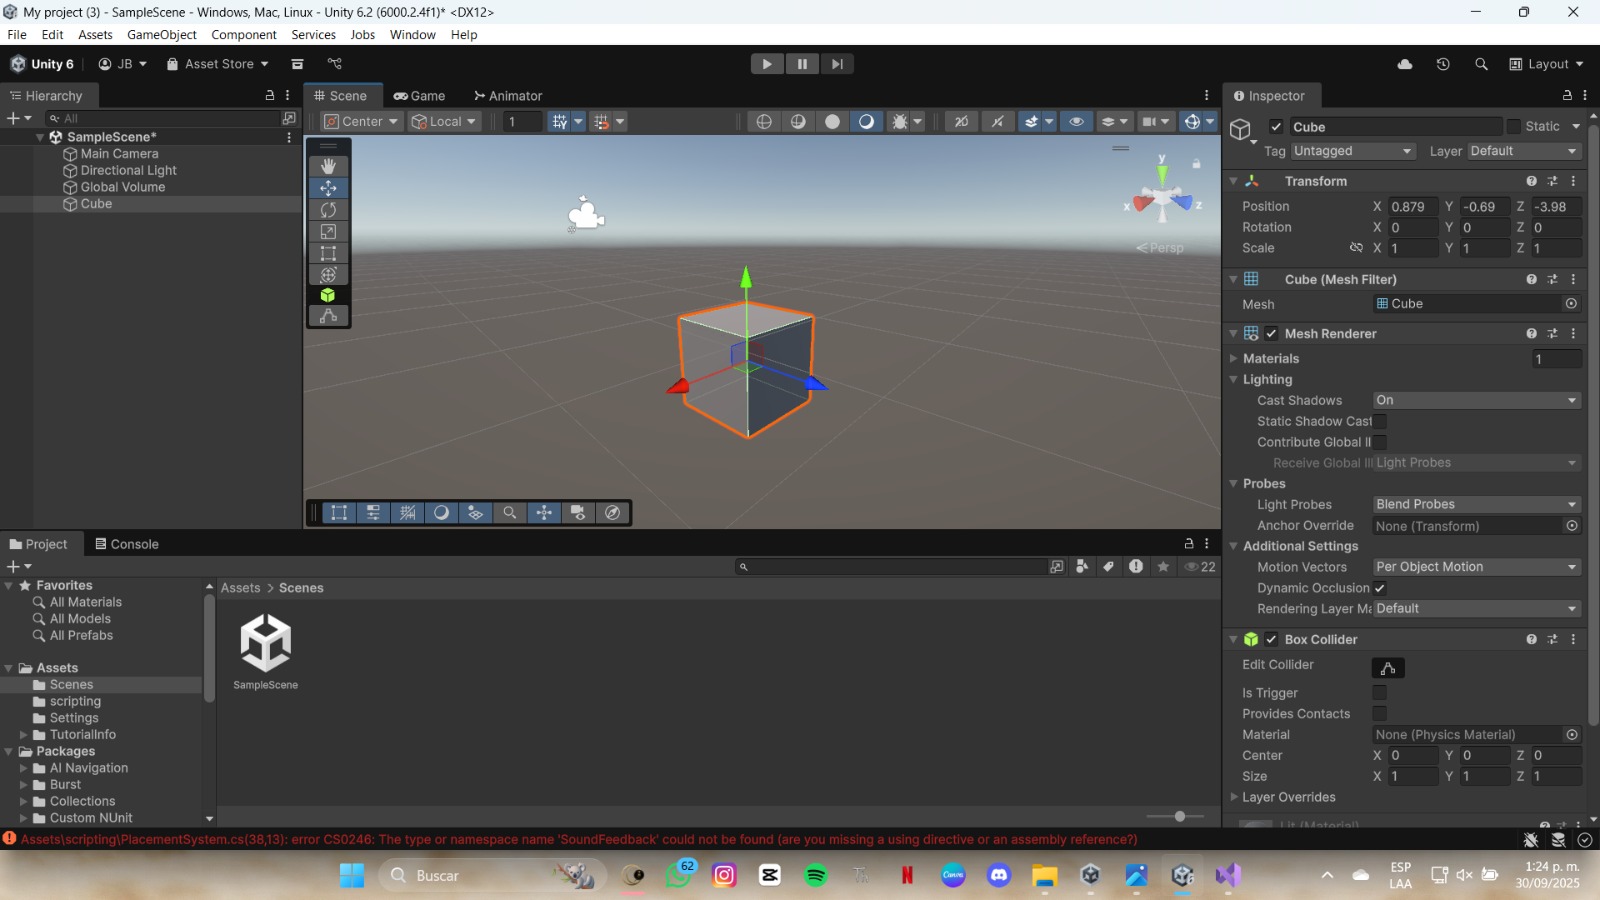 My project (3) - SampleScene - Windows, Mac, Linux - Unity 6.2 (6000.2.4f1)* <DX12>
File Edit Assets GameObject Component Services Jobs Window Help
Unity 6 JB Asset Store Layout
Hierarchy
All
SampleScene*
Main Camera
Directional Light
Global Volume
Cube
Scene Game Animator
Center Local 1 2D
y
x z
Persp
Inspector
Cube Static
Tag Untagged Layer Default
Transform
Position X 0.879 Y -0.69 Z -3.98
Rotation X 0 Y 0 Z 0
Scale X 1 Y 1 Z 1
Cube (Mesh Filter)
Mesh Cube
Mesh Renderer
Materials 1
Lighting
Cast Shadows On
Static Shadow Cast
Contribute Global Il
Receive Global Ill Light Probes
Probes
Light Probes Blend Probes
Anchor Override None (Transform)
Additional Settings
Motion Vectors Per Object Motion
Dynamic Occlusion
Rendering Layer Ma Default
Box Collider
Edit Collider
Is Trigger
Provides Contacts
Material None (Physics Material)
Center X 0 Y 0 Z 0
Size X 1 Y 1 Z 1
Layer Overrides
Lit (Material)
Project Console
22
Favorites
All Materials
All Models
All Prefabs
Assets
Scenes
scripting
Settings
TutorialInfo
Packages
AI Navigation
Burst
Collections
Custom NUnit
Assets > Scenes
SampleScene
Assets\scripting\PlacementSystem.cs(38,13): error CS0246: The type or namespace name 'SoundFeedback' could not be found (are you missing a using directive or an assembly reference?)
Buscar
62
N
Canva
ESP
LAA
1:24 p. m.
30/09/2025